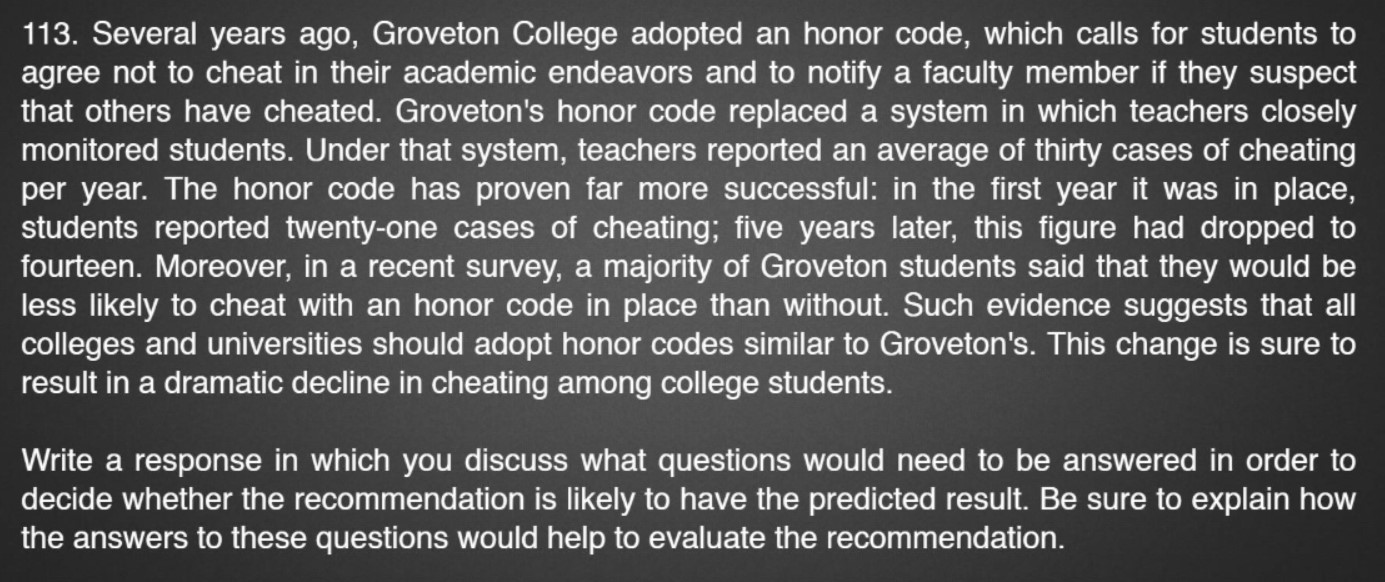 113. Several years ago, Groveton College adopted an honor code, which calls for students to
agree not to cheat in their academic endeavors and to notify a faculty member if they suspect
that others have cheated. Groveton's honor code replaced a system in which teachers closely
monitored students. Under that system, teachers reported an average of thirty cases of cheating
per year. The honor code has proven far more successful: in the first year it was in place,
students reported twenty-one cases of cheating; five years later, this figure had dropped to
fourteen. Moreover, in a recent survey, a majority of Groveton students said that they would be
less likely to cheat with an honor code in place than without. Such evidence suggests that all
colleges and universities should adopt honor codes similar to Groveton's. This change is sure to
result in a dramatic decline in cheating among college students.
Write a response in which you discuss what questions would need to be answered in order to
decide whether the recommendation is likely to have the predicted result. Be sure to explain how
the answers to these questions would help to evaluate the recommendation.